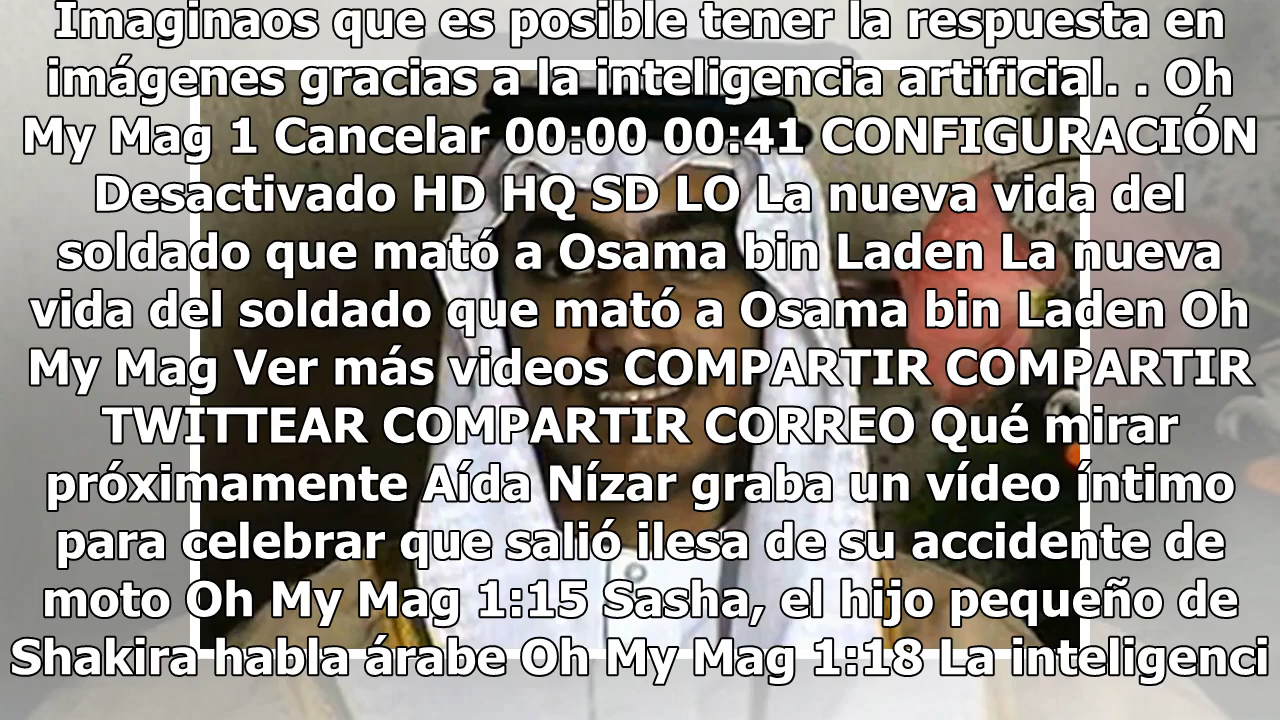 Imaginaos que es posible tener la respuesta en
imágenes gracias a la inteligencia artificial. . Oh
My Mag 1 Cancelar 00:00 00:41 CONFIGURACIÓN
Desactivado HD HQ SD LO La nueva vida del
soldado que mató a Osama bin Laden La nueva
vida del soldado que mató a Osama bin Laden Oh
My Mag Ver más videos COMPARTIR COMPARTIR
TWITTEAR COMPARTIR CORREO Qué mirar
próximamente Aída Nízar graba un vídeo íntimo
para celebrar que salió ilesa de su accidente de
moto Oh My Mag 1:15 Sasha, el hijo pequeño de
Shakira habla árabe Oh My Mag 1:18 La inteligenci